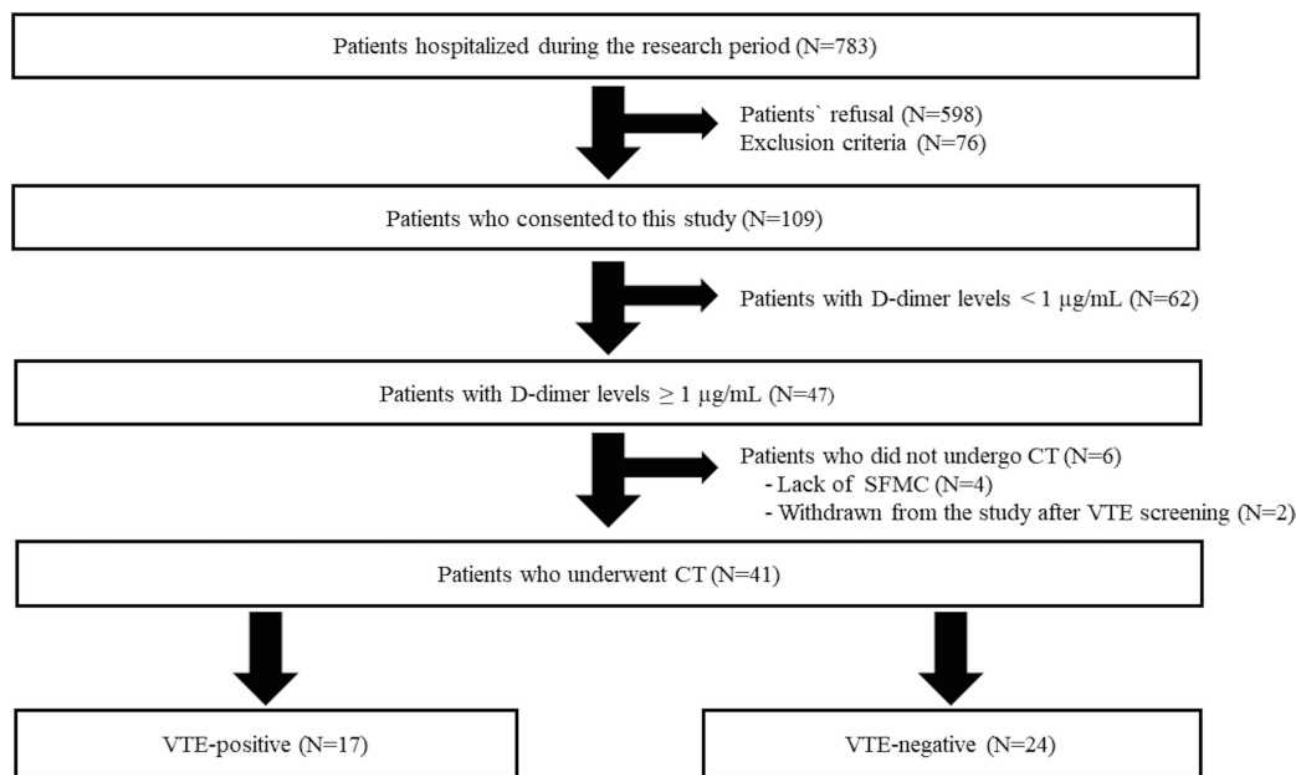 Patients hospitalized during the research period (N=783)
Patients` refusal (N=598)
Exclusion criteria (N=76)
Patients who consented to this study (N=109)
Patients with D-dimer levels < 1 μg/mL (N=62)
Patients with D-dimer levels ≥ 1 μg/mL (N=47)
Patients who did not undergo CT (N=6)
- Lack of SFMC (N=4)
- Withdrawn from the study after VTE screening (N=2)
Patients who underwent CT (N=41)
VTE-positive (N=17)
VTE-negative (N=24)